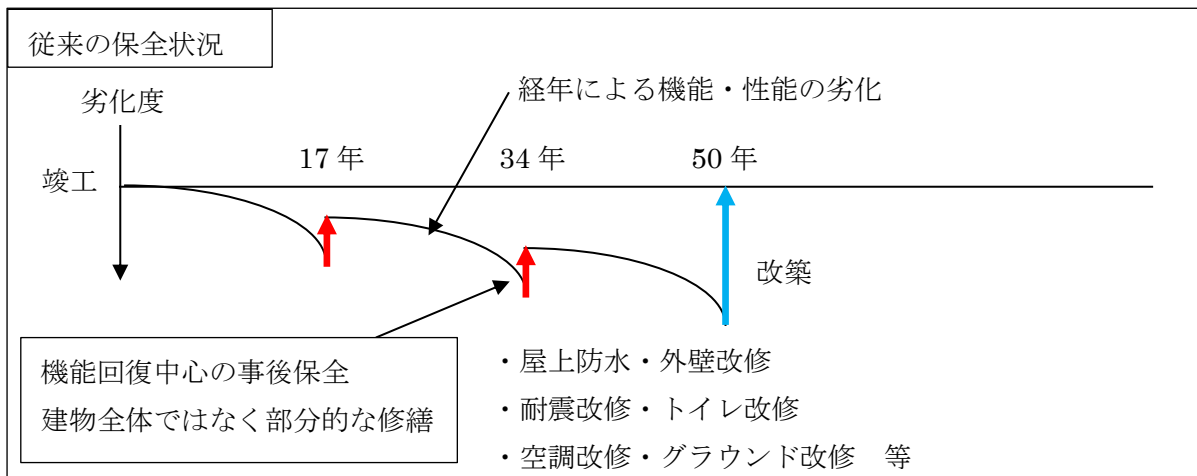 従来の保全状況
経年による機能・性能の劣化
劣化度
17 年
34 年
50 年
竣工
改築
機能回復中心の事後保全
建物全体ではなく部分的な修繕
・屋上防水・外壁改修
・耐震改修・トイレ改修
・空調改修・グラウンド改修　等